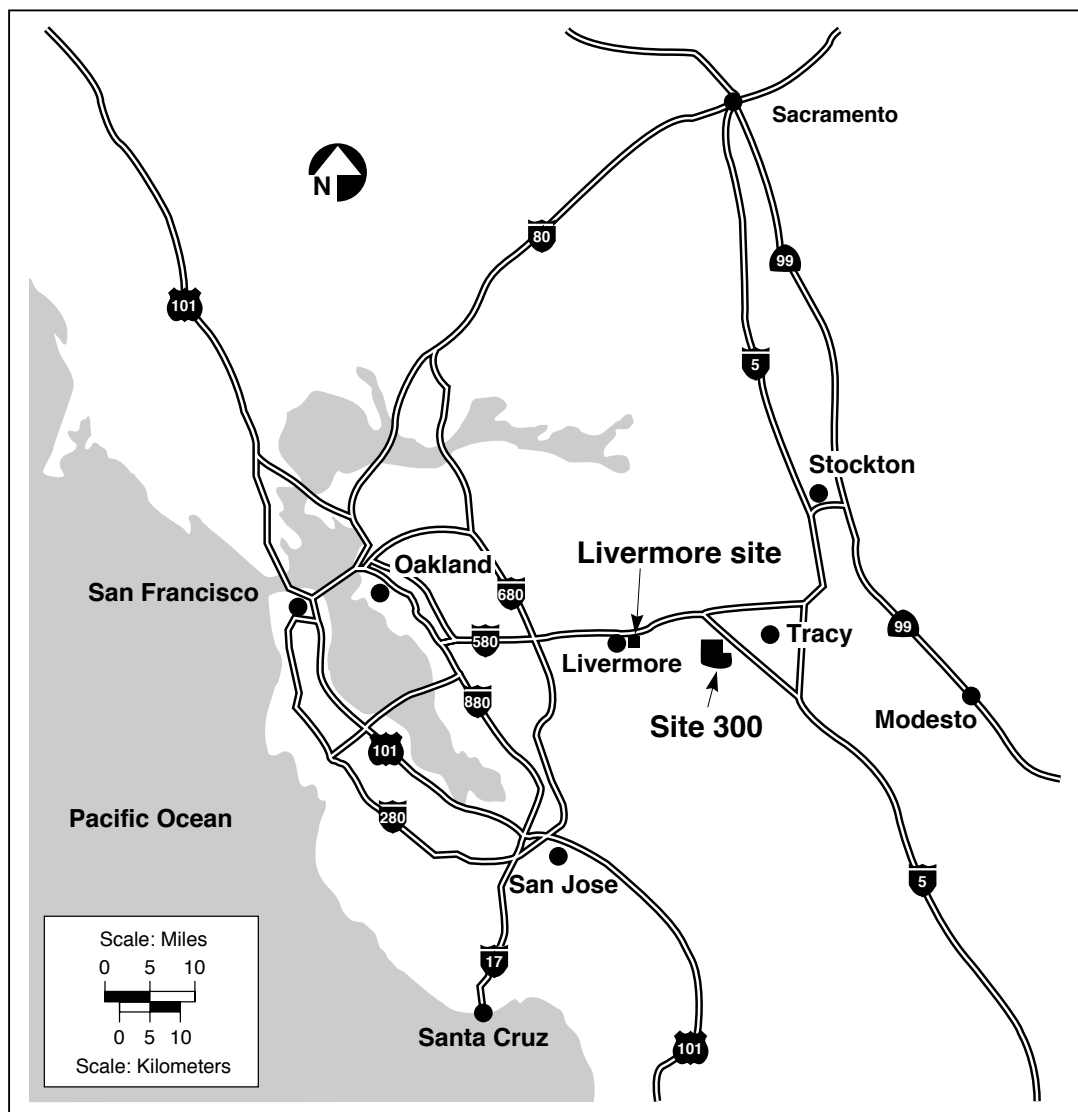 Sacramento
N
80
99
101
5
Stockton
Livermore site
Oakland
San Francisco
680
99
580
Livermore
Tracy
880
Site 300
Modesto
101
Pacific Ocean
280
San Jose
5
Scale: Miles
0 5 10
17
0 5 10
Santa Cruz
101
Scale: Kilometers